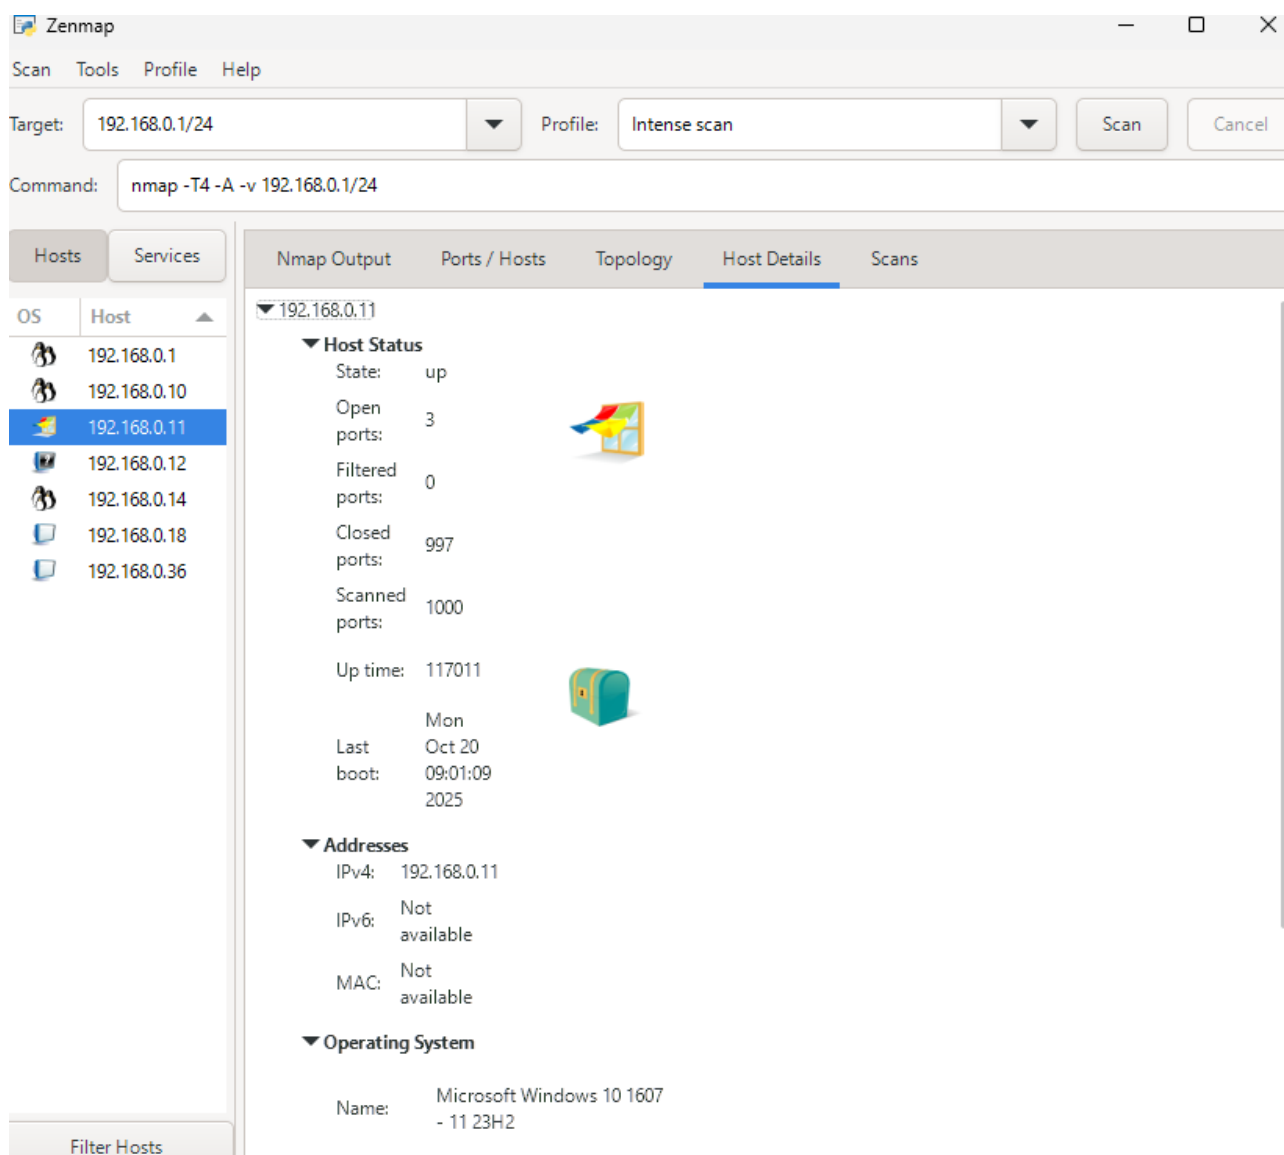 Zenmap
Scan Tools Profile Help
Target: 192.168.0.1/24 Profile: Intense scan Scan Cancel
Command: nmap -T4 -A -v 192.168.0.1/24
Hosts Services
Nmap Output Ports / Hosts Topology Host Details Scans
OS Host
192.168.0.1
192.168.0.10
192.168.0.11
192.168.0.12
192.168.0.14
192.168.0.18
192.168.0.36
Filter Hosts
192.168.0.11
Host Status
State: up
Open
ports: 3
Filtered
ports: 0
Closed
ports: 997
Scanned
ports: 1000
Up time: 117011
Last
boot:
Mon
Oct 20
09:01:09
2025
Addresses
IPv4: 192.168.0.11
IPv6: Not
available
MAC: Not
available
Operating System
Name: Microsoft Windows 10 1607
- 11 23H2